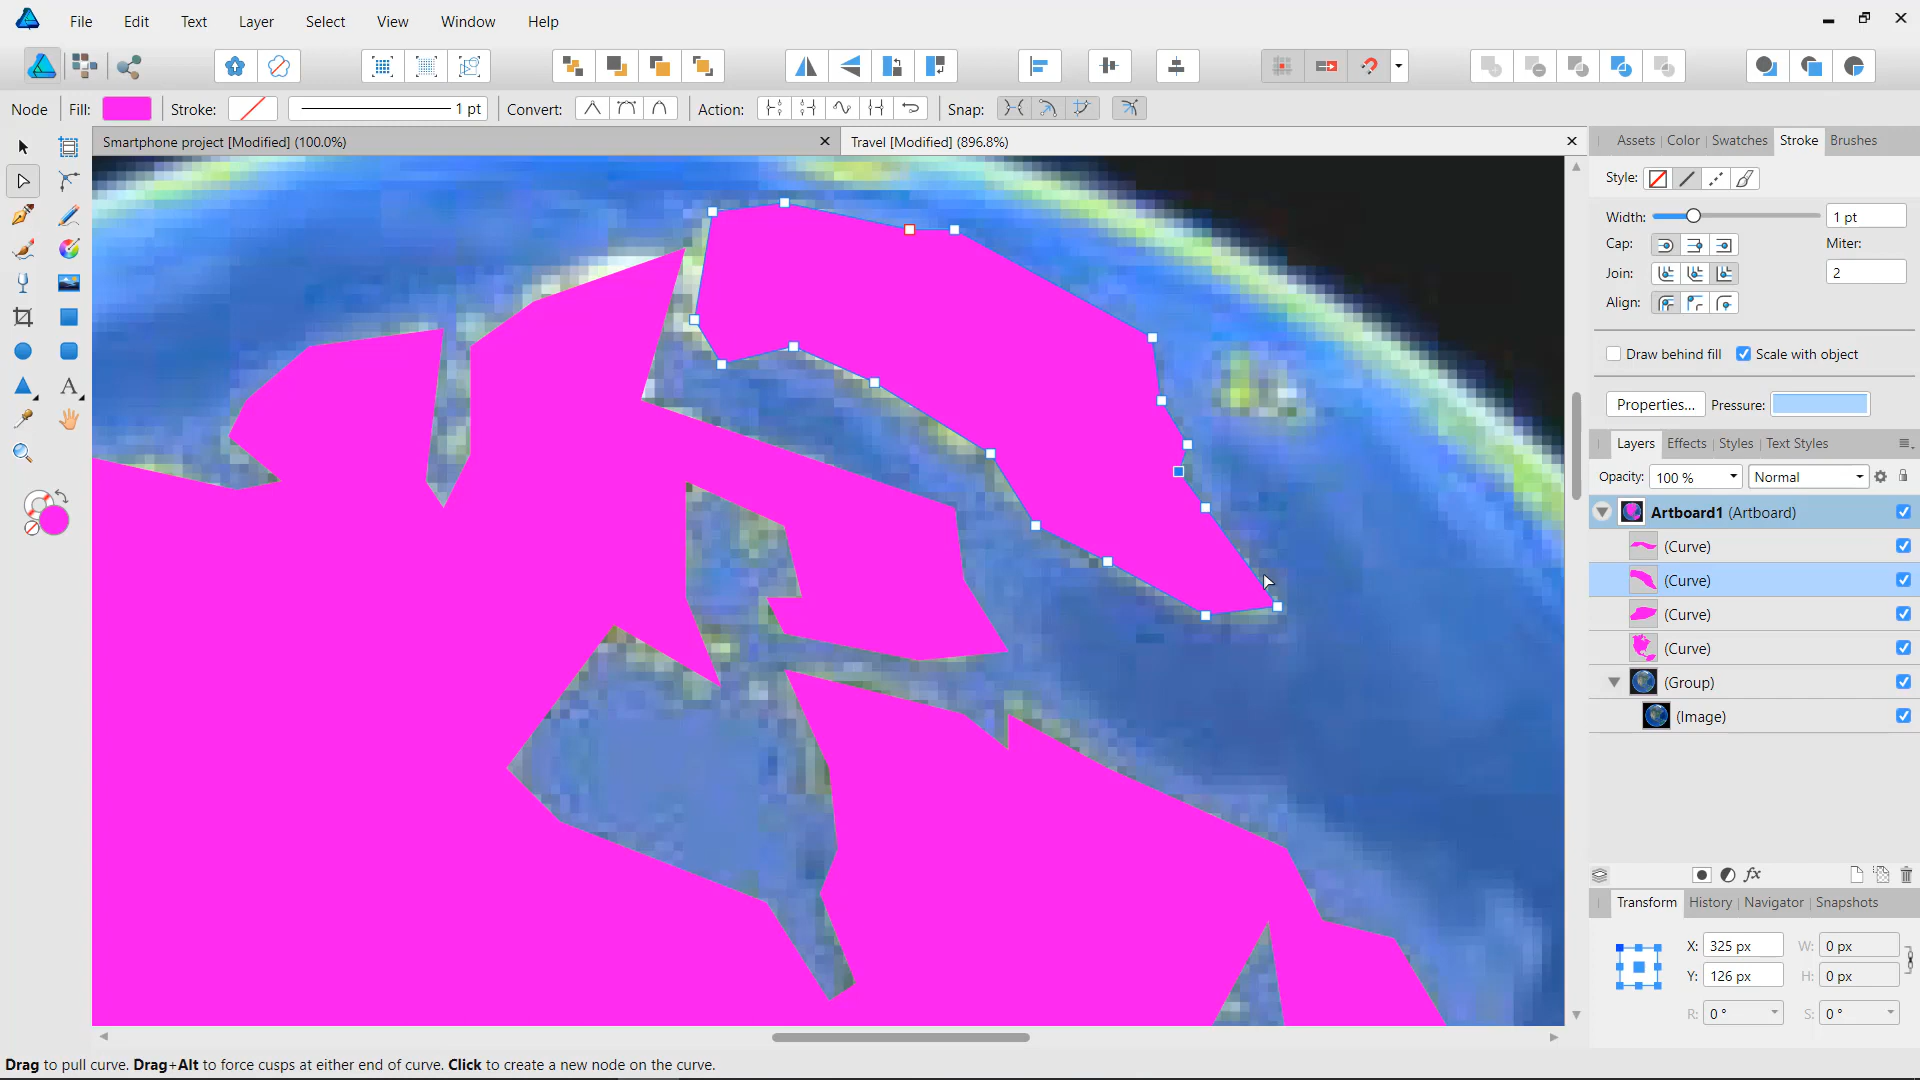 File Edit Text Layer Select View Window Help
Node Fill: Stroke: 1 pt Convert: Action: Snap:
Smartphone project [Modified] (100.0%)
Travel [Modified] (896.8%)
Assets Color Swatches Stroke Brushes
Style:
Width: 1 pt
Cap: Miter:
Join: 2
Align:
Draw behind fill Scale with object
Properties... Pressure:
Layers Effects Styles Text Styles
Opacity: 100 % Normal
Artboard1 (Artboard)
(Curve)
(Curve)
(Curve)
(Curve)
(Group)
(Image)
fx
Transform History Navigator Snapshots
X: 325 px W: 0 px
Y: 126 px H: 0 px
R: 0 ° S: 0 °
Drag to pull curve. Drag+Alt to force cusps at either end of curve. Click to create a new node on the curve.